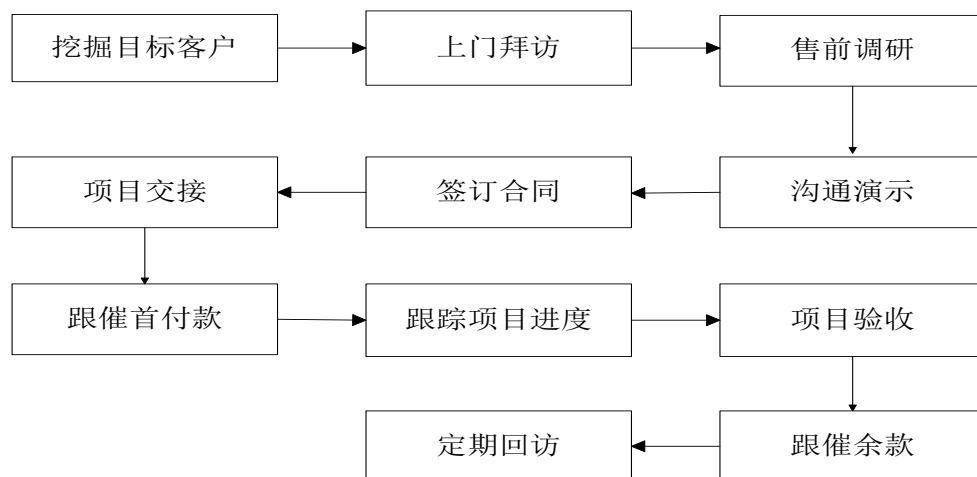 挖掘目标客户
上门拜访
售前调研
项目交接
签订合同
沟通演示
跟催首付款
跟踪项目进度
项目验收
定期回访
跟催余款